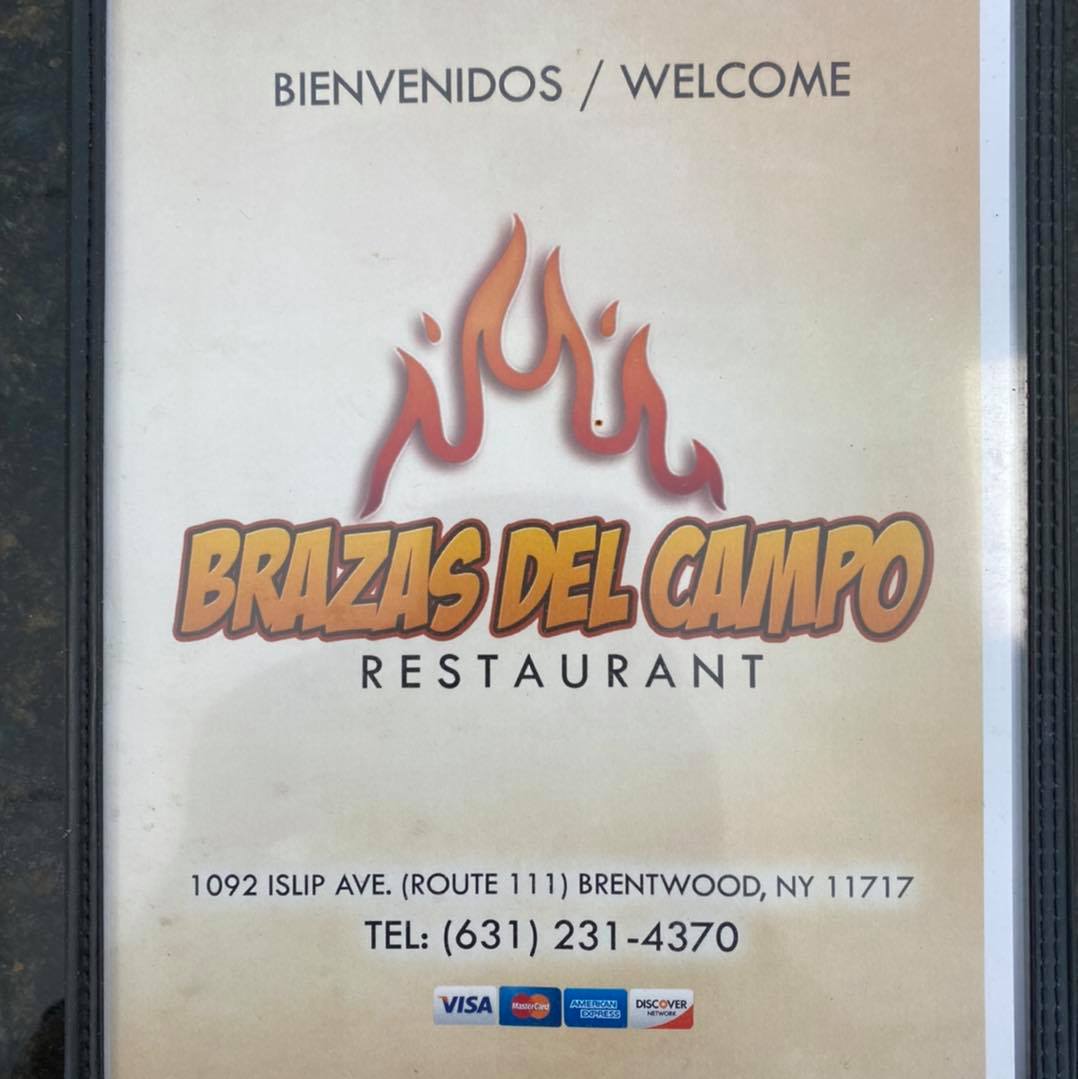 BIENVENIDOS / WELCOME
BRAZAS DEL CAMPO
RESTAURANT
1092 ISLIP AVE. (ROUTE 111) BRENTWOOD, NY 11717
TEL: (631) 231-4370
VISA MasterCard AMERICAN EXPRESS DISCOVER NETWORK